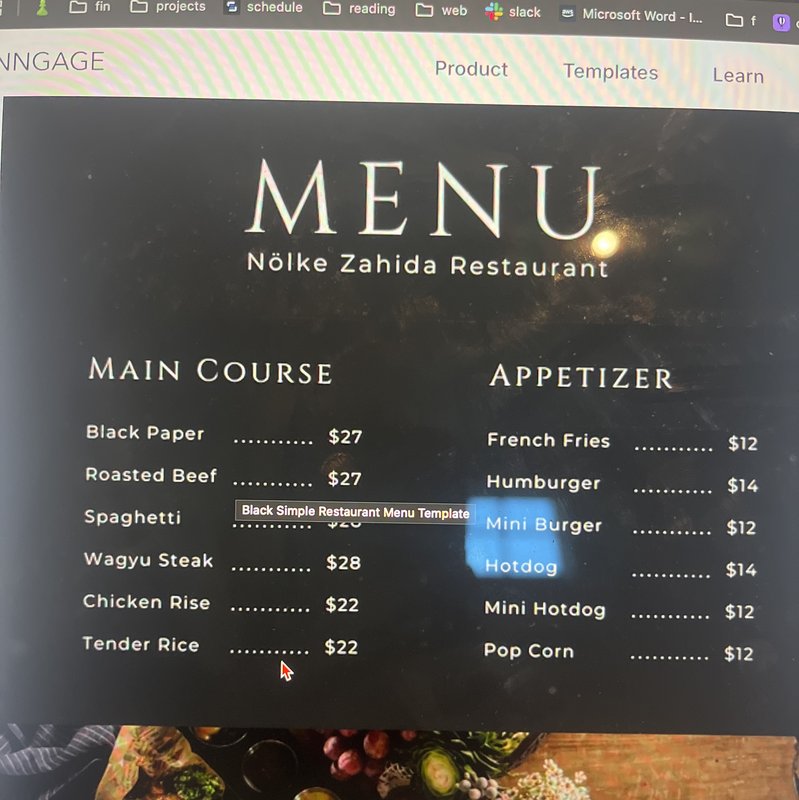 fin projects schedule reading web slack Microsoft Word - I... f
NNGAGE
Product Templates Learn
MENU
Nölke Zahida Restaurant
MAIN COURSE
Black Paper ........... $27
Roasted Beef ........... $27
Spaghetti ...........
Black Simple Restaurant Menu Template
Wagyu Steak ........... $28
Chicken Rise ........... $22
Tender Rice ........... $22
APPETIZER
French Fries ........... $12
Humburger ........... $14
Mini Burger ........... $12
Hotdog ........... $14
Mini Hotdog ........... $12
Pop Corn ........... $12